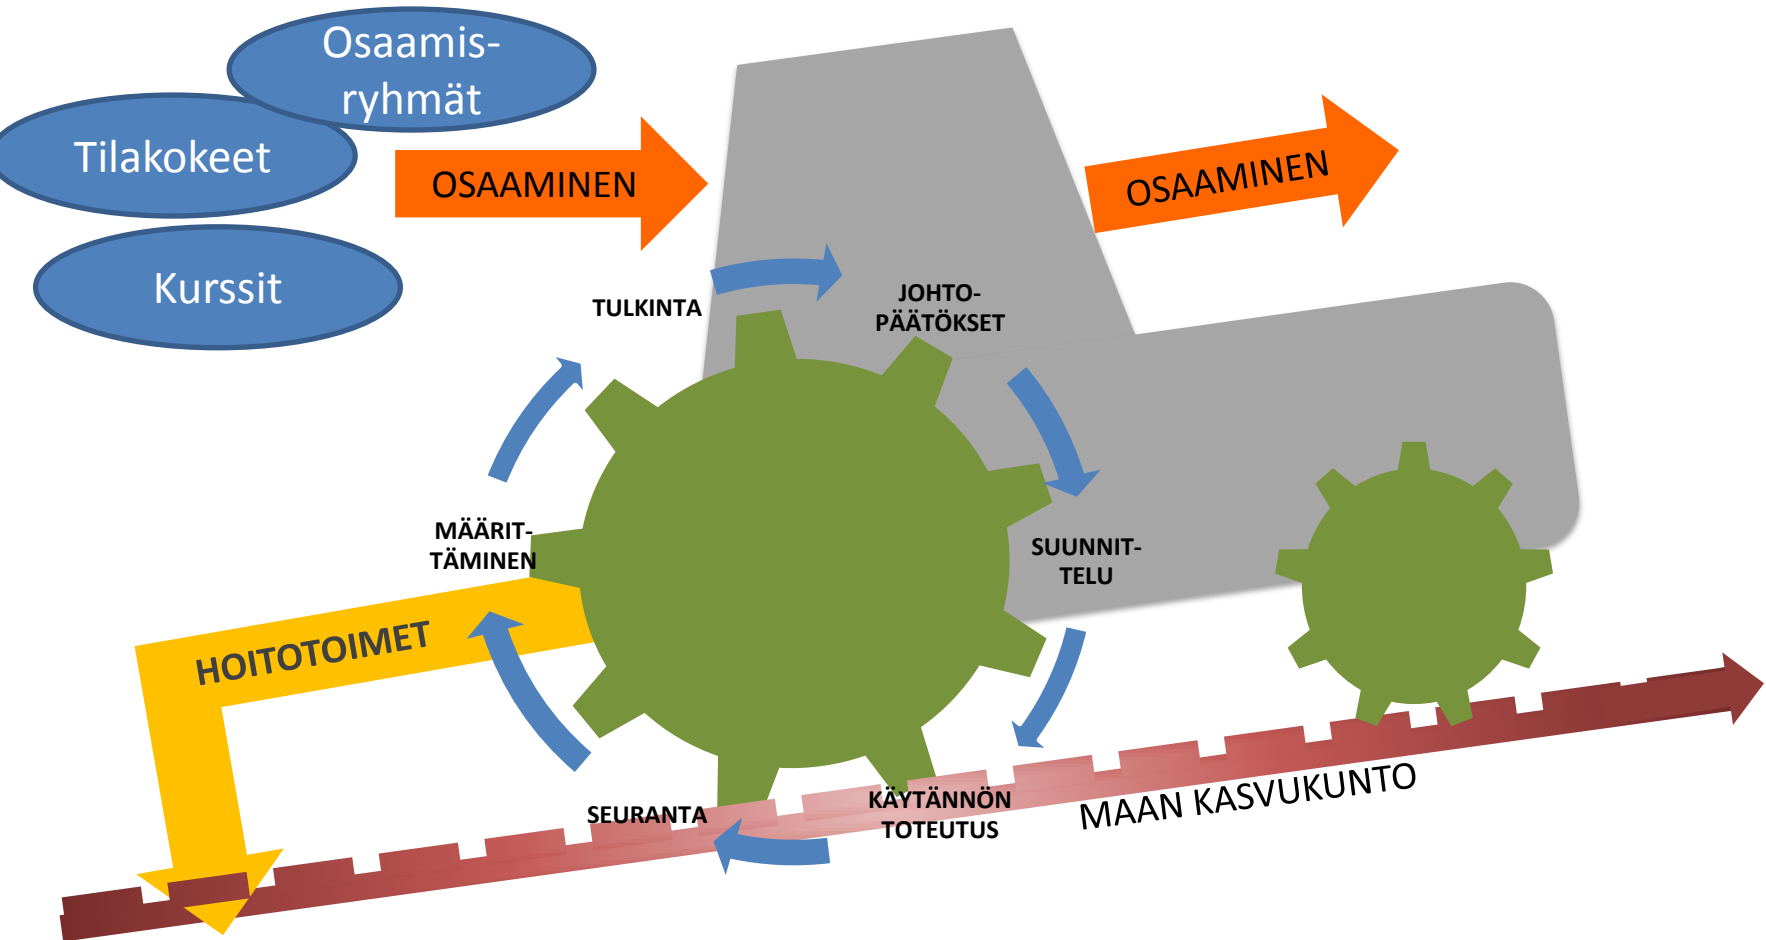 Osaamis-
ryhmät
Tilakokeet
Kurssit
OSAAMINEN
OSAAMINEN
TULKINTA
JOHTO-
PÄÄTÖKSET
MÄÄRIT-
TÄMINEN
SUUNNIT-
TELU
HOITOTOIMET
SEURANTA
KÄYTÄNNÖN
TOTEUTUS
MAAN KASVUKUNTO